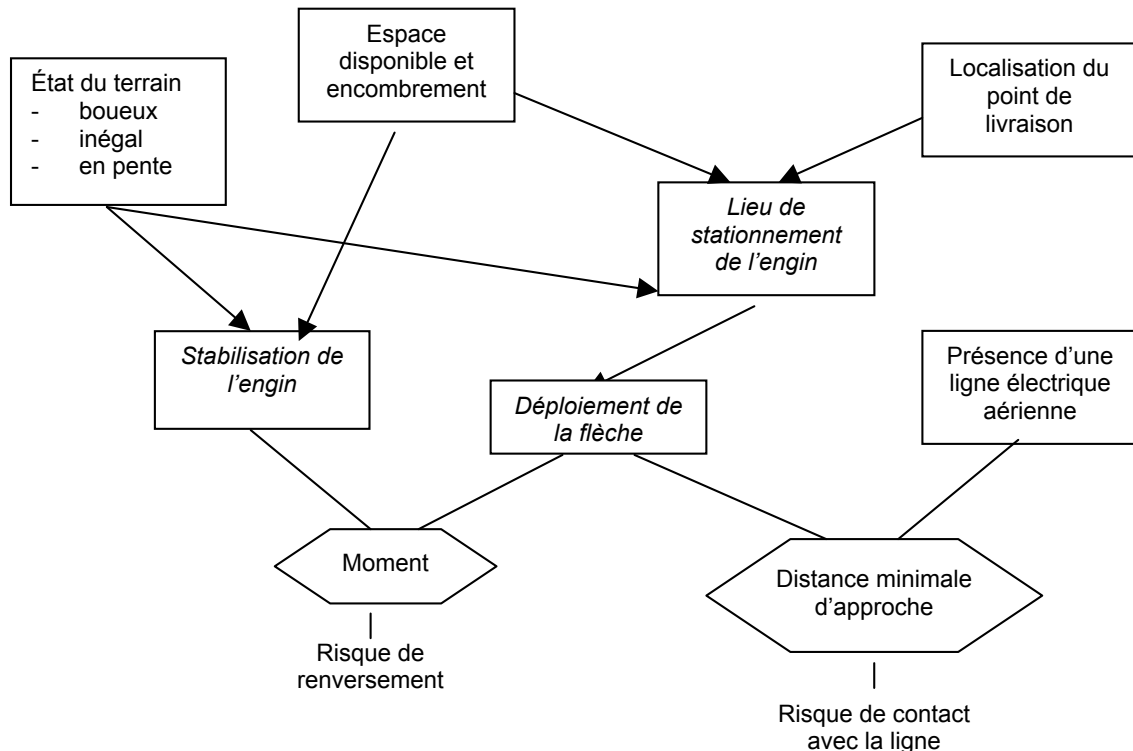 État du terrain
- boueux
- inégal
- en pente
Espace
disponible et
encombrement
Localisation du
point de
livraison
Lieu de
stationnement
de l’engin
Stabilisation de
l’engin
Déploiement de
la flèche
Présence d’une
ligne électrique
aérienne
Moment
Distance minimale
d’approche
Risque de
renversement
Risque de contact
avec la ligne